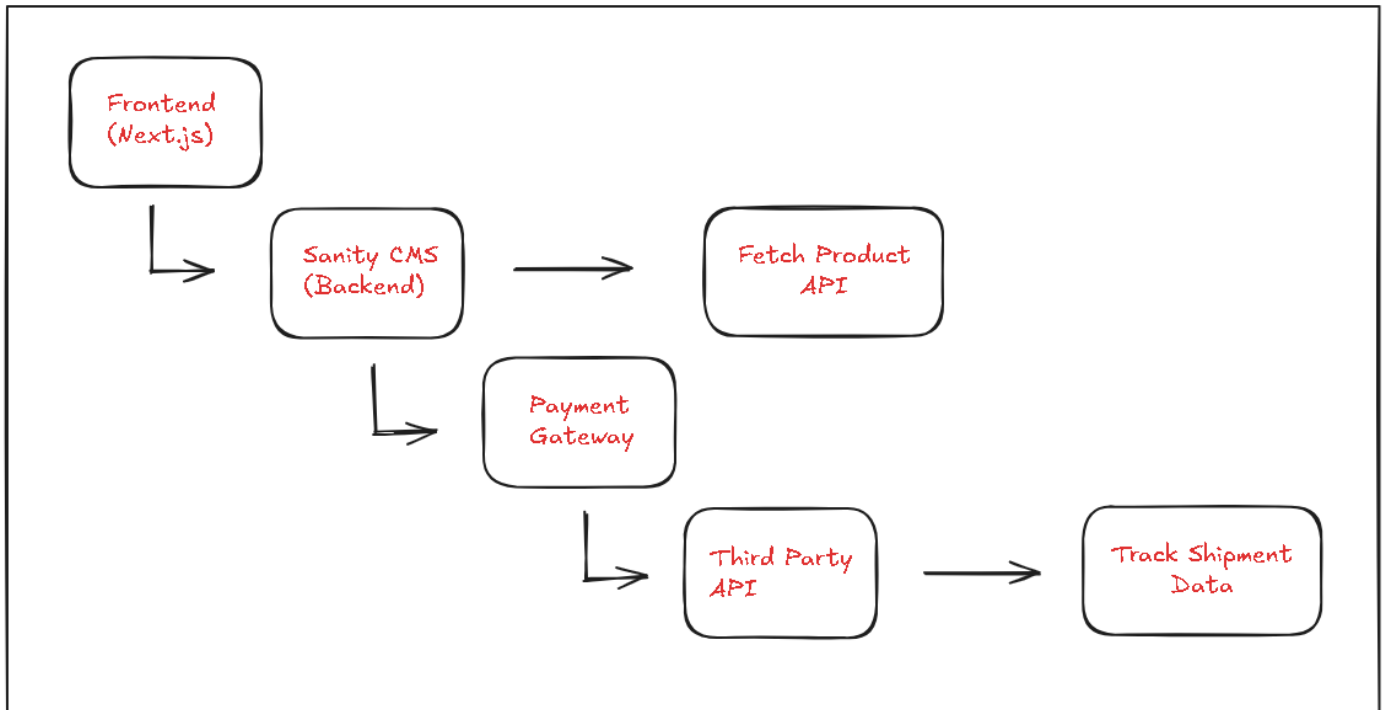 Frontend
(Next.js)
Sanity CMS
(Backend)
Fetch Product
API
Payment
Gateway
Third Party
API
Track Shipment
Data